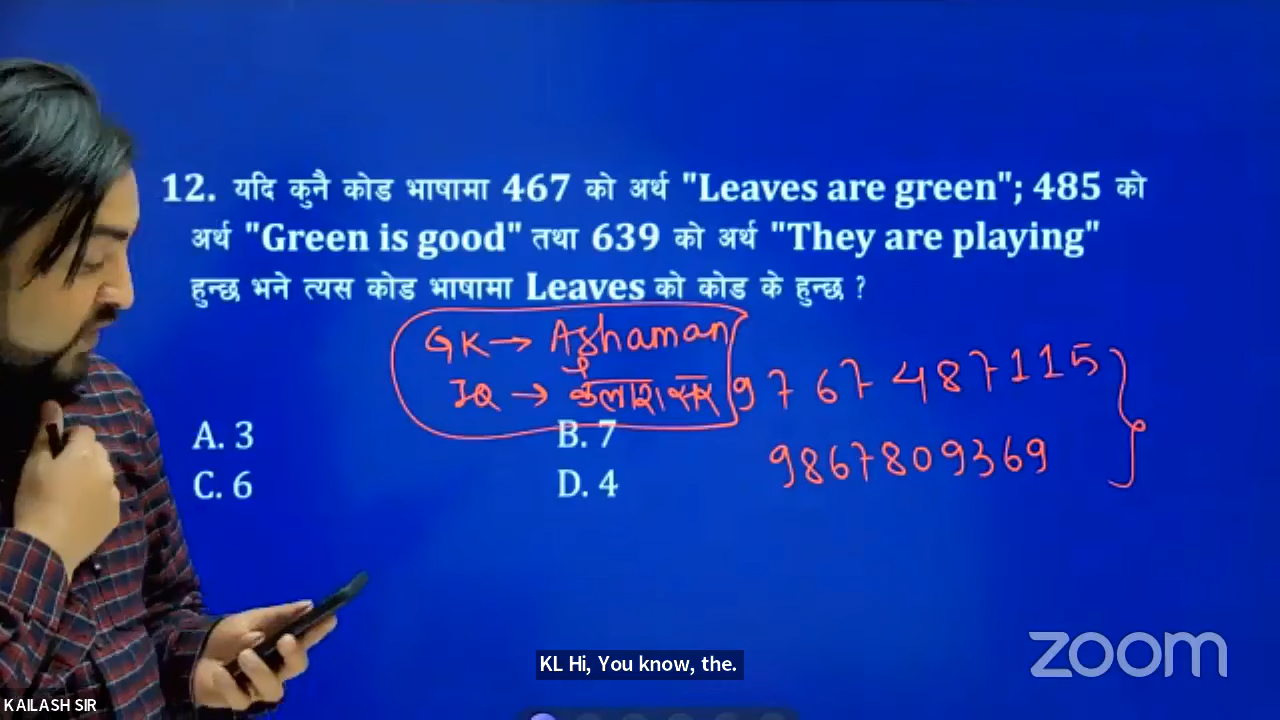 12. यदि कुनै कोड भाषामा 467 को अर्थ "Leaves are green"; 485 को
अर्थ "Green is good" तथा 639 को अर्थ "They are playing"
हुन्छ भने त्यस कोड भाषामा Leaves को कोड के हुन्छ ?
GK → Ashaman
IQ → कैलाश सर 9767487115
9867809369
A. 3 B. 7
C. 6 D. 4
zoom
KL Hi, You know, the.
KAILASH SIR